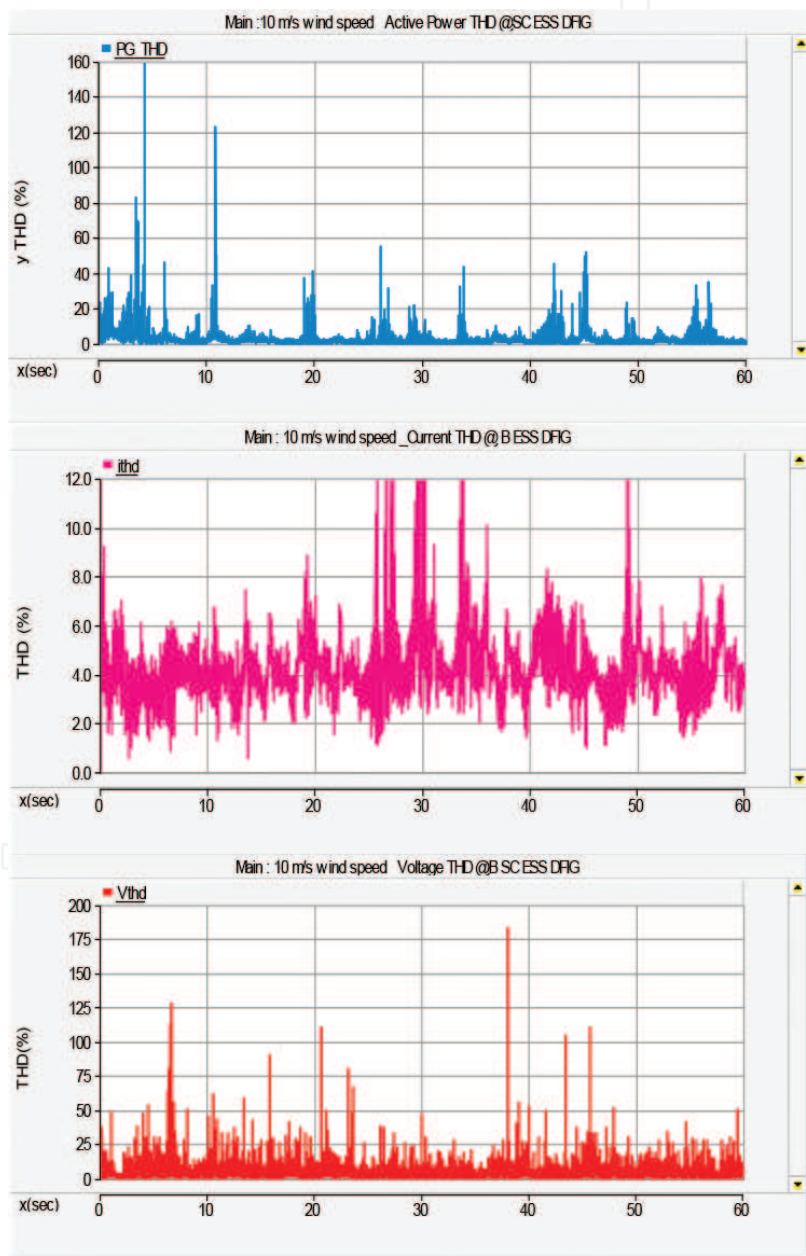 Main :10 m/s wind speed Active Power THD @SC ESS DFIG
PG THD
160
140
120
100
80
60
40
20
0
y THD (%)
x(sec)
0 10 20 30 40 50 60
Main : 10 m/s wind speed _Current THD @ B ESS DFIG
ithd
12.0
10.0
8.0
6.0
4.0
2.0
0.0
THD (%)
x(sec)
0 10 20 30 40 50 60
Main : 10 m/s wind speed Voltage THD @B SC ESS DFIG
Vthd
200
175
150
125
100
75
50
25
0
THD(%)
x(sec)
0 10 20 30 40 50 60